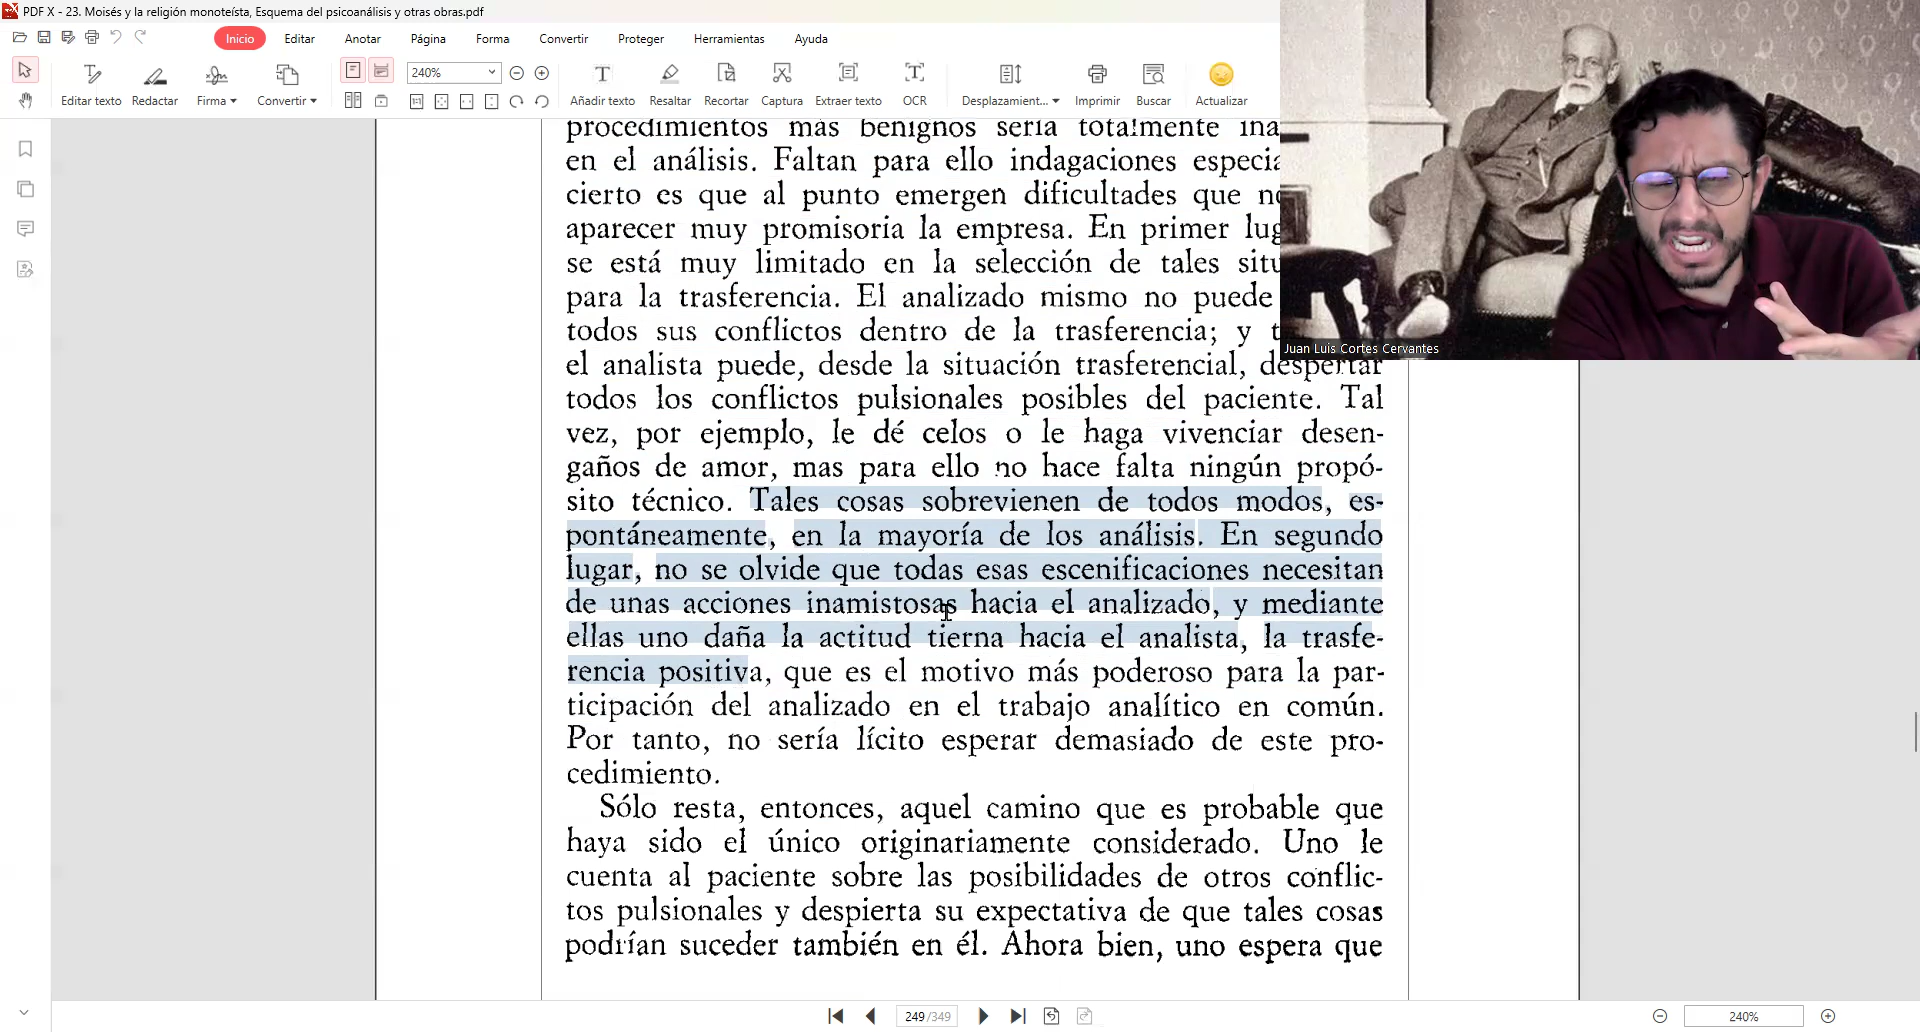 PDF X - 23. Moisés y la religión monoteísta, Esquema del psicoanálisis y otras obras.pdf
Inicio Editar Anotar Página Forma Convertir Proteger Herramientas Ayuda
240%
Editar texto Redactar Firma Convertir Añadir texto Resaltar Recortar Captura Extraer texto OCR Desplazamient... Imprimir Buscar Actualizar
procedimientos más benignos sería totalmente ina
en el análisis. Faltan para ello indagaciones especia
cierto es que al punto emergen dificultades que no
aparecer muy promisoria la empresa. En primer lug
se está muy limitado en la selección de tales situ
para la trasferencia. El analizado mismo no puede
todos sus conflictos dentro de la trasferencia; y t
el analista puede, desde la situación trasferencial, despertar
todos los conflictos pulsionales posibles del paciente. Tal
vez, por ejemplo, le dé celos o le haga vivenciar desen-
gaños de amor, mas para ello no hace falta ningún propó-
sito técnico. Tales cosas sobrevienen de todos modos, es-
pontáneamente, en la mayoría de los análisis. En segundo
lugar, no se olvide que todas esas escenificaciones necesitan
de unas acciones inamistosas hacia el analizado, y mediante
ellas uno daña la actitud tierna hacia el analista, la trasfe-
rencia positiva, que es el motivo más poderoso para la par-
ticipación del analizado en el trabajo analítico en común.
Por tanto, no sería lícito esperar demasiado de este pro-
cedimiento.
Sólo resta, entonces, aquel camino que es probable que
haya sido el único originariamente considerado. Uno le
cuenta al paciente sobre las posibilidades de otros conflic-
tos pulsionales y despierta su expectativa de que tales cosas
podrían suceder también en él. Ahora bien, uno espera que
Juan Luis Cortes Cervantes
249/349
240%